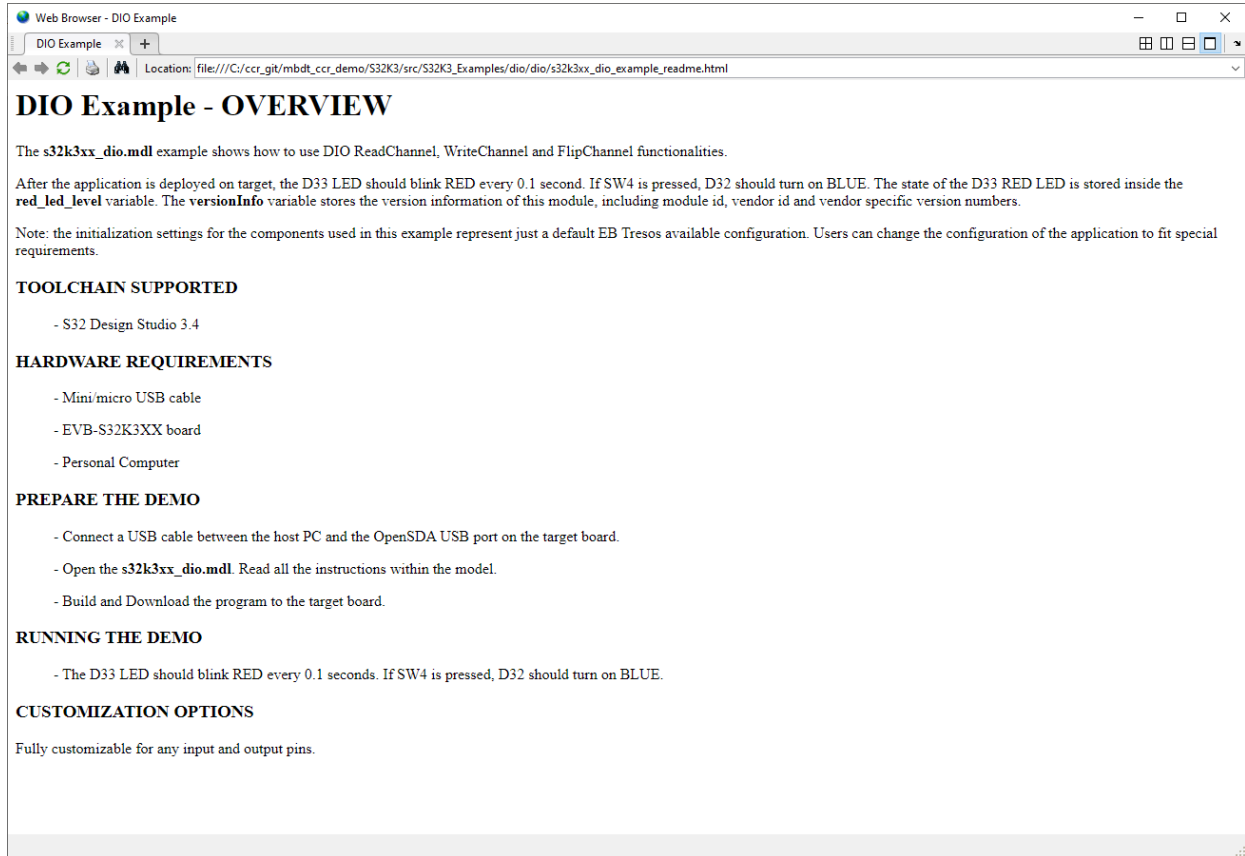 Web Browser - DIO Example
DIO Example
Location: file:///C:/ccr_git/mbdt_ccr_demo/S32K3/src/S32K3_Examples/dio/dio/s32k3xx_dio_example_readme.html
DIO Example - OVERVIEW
The s32k3xx_dio.mdl example shows how to use DIO ReadChannel, WriteChannel and FlipChannel functionalities.
After the application is deployed on target, the D33 LED should blink RED every 0.1 second. If SW4 is pressed, D32 should turn on BLUE. The state of the D33 RED LED is stored inside the
red_led_level variable. The versionInfo variable stores the version information of this module, including module id, vendor id and vendor specific version numbers.
Note: the initialization settings for the components used in this example represent just a default EB Tresos available configuration. Users can change the configuration of the application to fit special
requirements.
TOOLCHAIN SUPPORTED
- S32 Design Studio 3.4
HARDWARE REQUIREMENTS
- Mini/micro USB cable
- EVB-S32K3XX board
- Personal Computer
PREPARE THE DEMO
- Connect a USB cable between the host PC and the OpenSDA USB port on the target board.
- Open the s32k3xx_dio.mdl. Read all the instructions within the model.
- Build and Download the program to the target board.
RUNNING THE DEMO
- The D33 LED should blink RED every 0.1 seconds. If SW4 is pressed, D32 should turn on BLUE.
CUSTOMIZATION OPTIONS
Fully customizable for any input and output pins.